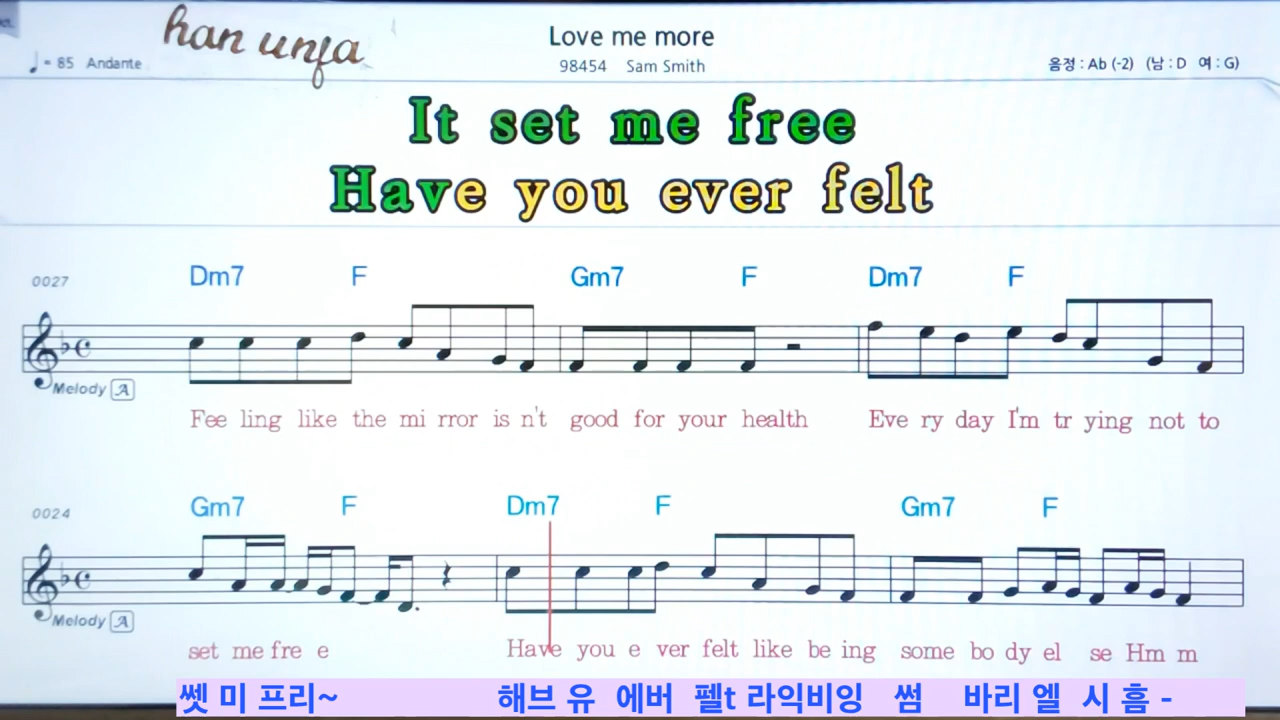 han unja
Love me more
♩= 85 Andante
98454 Sam Smith
음정 : Ab (-2) (남 : D 여 : G)
It set me free
Have you ever felt
0027
Dm7 F Gm7 F Dm7 F
Melody A
Fee ling like the mi rror is n't good for your health Eve ry day I'm tr ying not to
0024
Gm7 F Dm7 F Gm7 F
Melody A
set me fre e Have you e ver felt like be ing some bo dy el se Hm m
쎗 미 프리~ 해브 유 에버 펠t 라익비잉 썸 바리 엘 시 흠 -